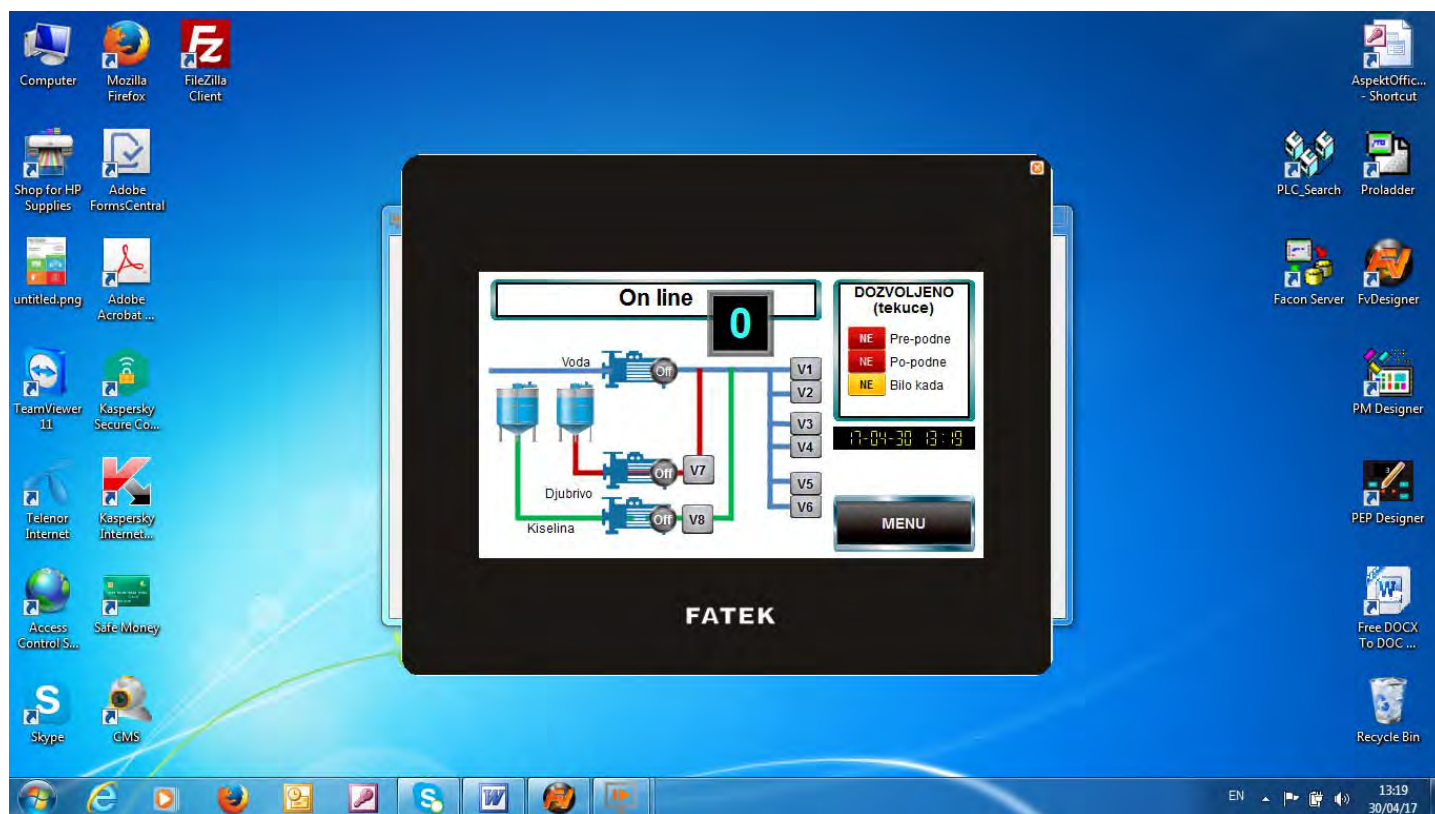 Computer
Mozilla
Firefox
FileZilla
Client
AspektOffic...
- Shortcut
Shop for HP
Supplies
Adobe
FormsCentral
PLC_Search
Proladder
untitled.png
Adobe
Acrobat ...
Facon Server
FvDesigner
TeamViewer
11
Kaspersky
Secure Co...
PM Designer
Telenor
Internet
Kaspersky
Internet...
PEP Designer
Access
Control S...
Safe Money
Free DOCX
To DOC ...
Skype
CMS
Recycle Bin
On line
0
DOZVOLJENO
(tekuce)
NE Pre-podne
NE Po-podne
NE Bilo kada
17-04-30 13:19
MENU
Voda
Off
V1
V2
V3
V4
V5
V6
Off
V7
Djubrivo
Off
V8
Kiselina
FATEK
EN
13:19
30/04/17